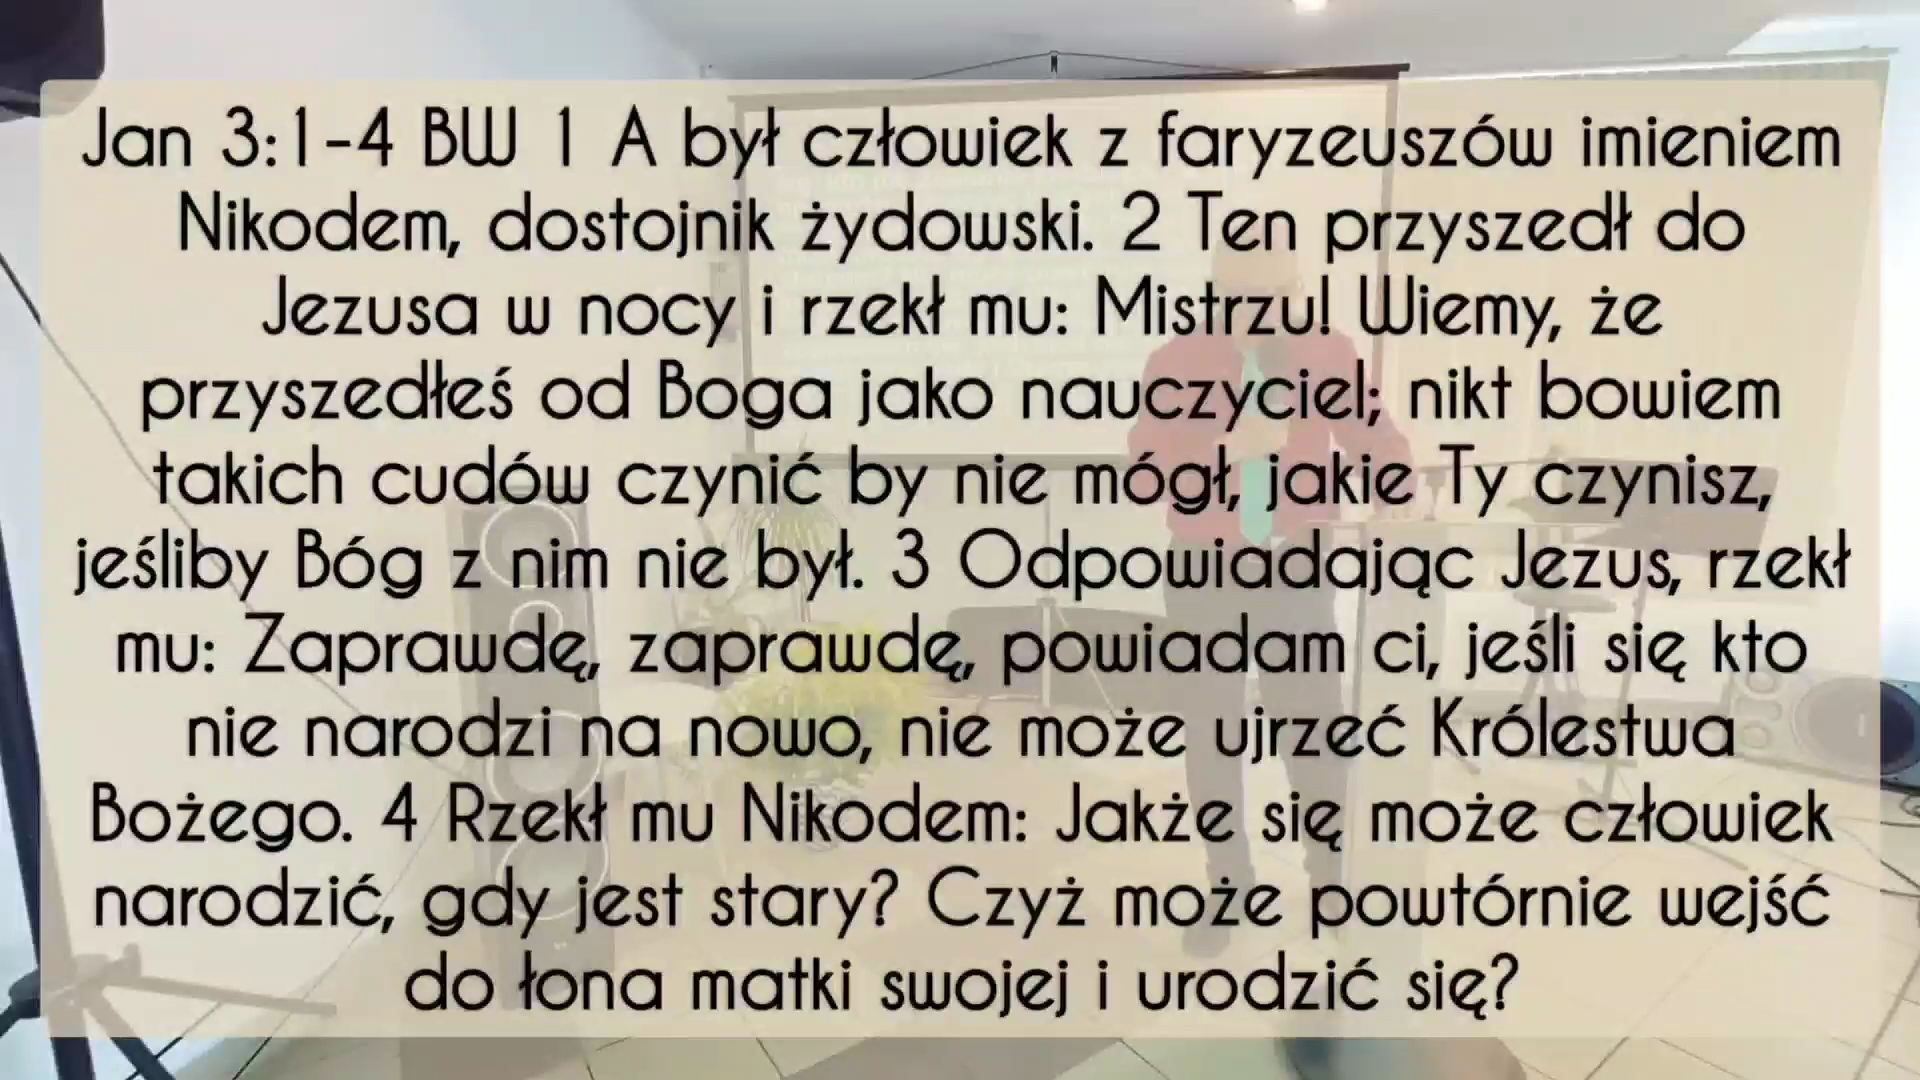 Jan 3:1-4 BW 1 A był człowiek z faryzeuszów imieniem
Nikodem, dostojnik żydowski. 2 Ten przyszedł do
Jezusa w nocy i rzekł mu: Mistrzu! Wiemy, że
przyszedłeś od Boga jako nauczyciel; nikt bowiem
takich cudów czynić by nie mógł, jakie Ty czynisz,
jeśliby Bóg z nim nie był. 3 Odpowiadając Jezus, rzekł
mu: Zaprawdę, zaprawdę, powiadam ci, jeśli się kto
nie narodzi na nowo, nie może ujrzeć Królestwa
Bożego. 4 Rzekł mu Nikodem: Jakże się może człowiek
narodzić, gdy jest stary? Czyż może powtórnie wejść
do łona matki swojej i urodzić się?